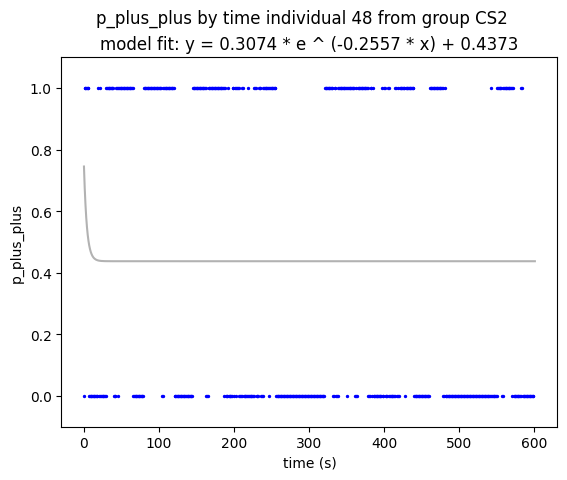 p_plus_plus by time individual 48 from group CS2
model fit: y = 0.3074 * e ^ (-0.2557 * x) + 0.4373
1.0
0.8
0.6
0.4
0.2
0.0
p_plus_plus
0 100 200 300 400 500 600
time (s)